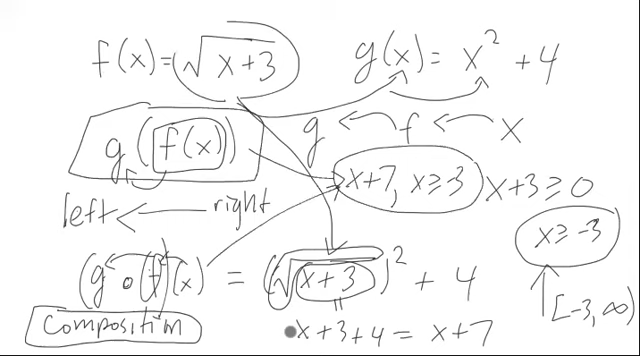 f(x) = √x+3 g(x) = x² + 4
g(f(x)) g ← f ← x
x+7, x ≥ -3 x+3 ≥ 0
left ← right x ≥ -3
(g ∘ f)(x) = (√x+3)² + 4 [-3, ∞)
Composition x+3+4 = x+7